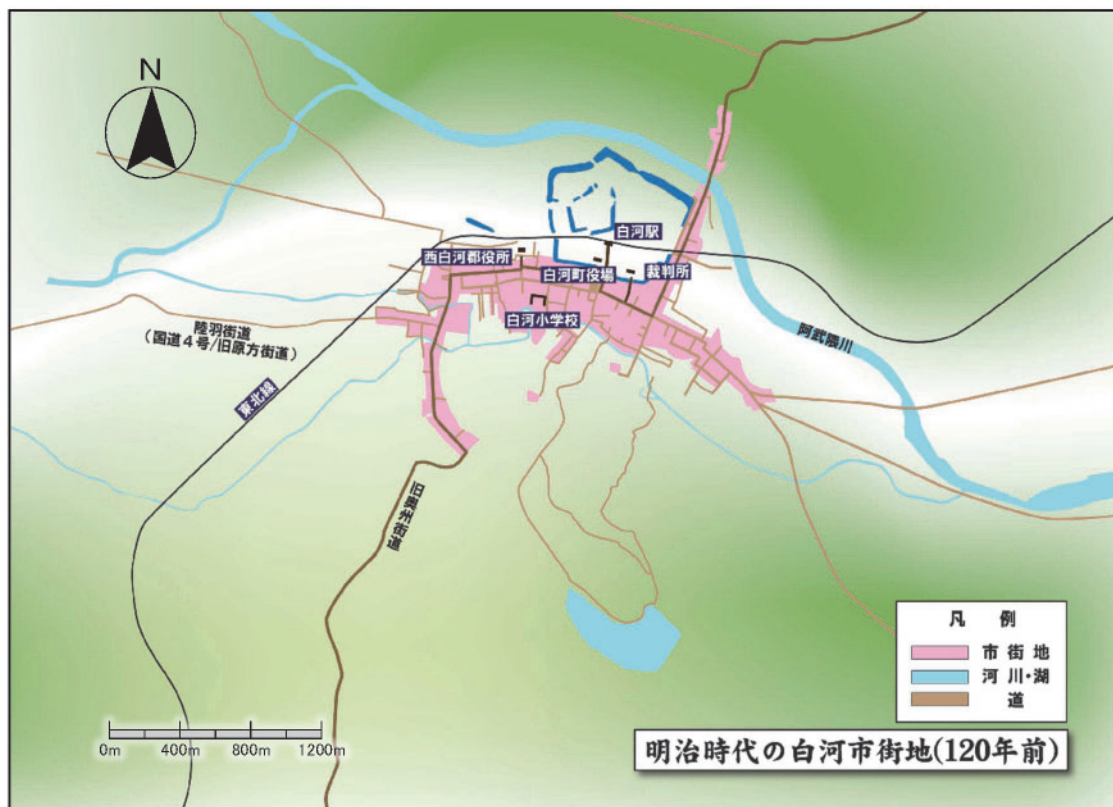 N
白河駅
西白河郡役所
白河町役場
裁判所
白河小学校
陸羽街道
(国道4号/旧原方街道)
阿武隈川
東北線
旧奥州街道
凡 例
市 街 地
河 川・湖
道
0m 400m 800m 1200m
明治時代の白河市街地(120年前)